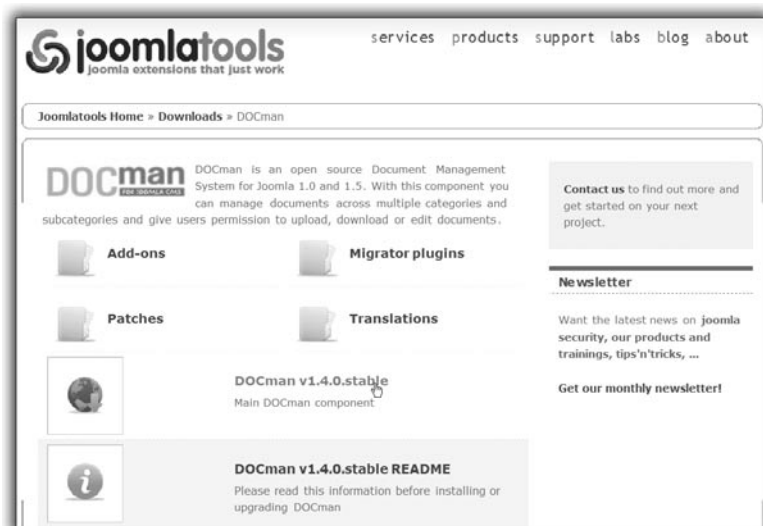 joomlatools
joomla extensions that just work
services products support labs blog about
Joomlatools Home » Downloads » DOCman
DOCman
FOR JOOMLA CMS
DOCman is an open source Document Management
System for Joomla 1.0 and 1.5. With this component you
can manage documents across multiple categories and
subcategories and give users permission to upload, download or edit documents.
Add-ons
Migrator plugins
Patches
Translations
DOCman v1.4.0.stable
Main DOCman component
DOCman v1.4.0.stable README
Please read this information before installing or
upgrading DOCman
Contact us to find out more and
get started on your next
project.
Newsletter
Want the latest news on joomla
security, our products and
trainings, tips'n'tricks, ...
Get our monthly newsletter!